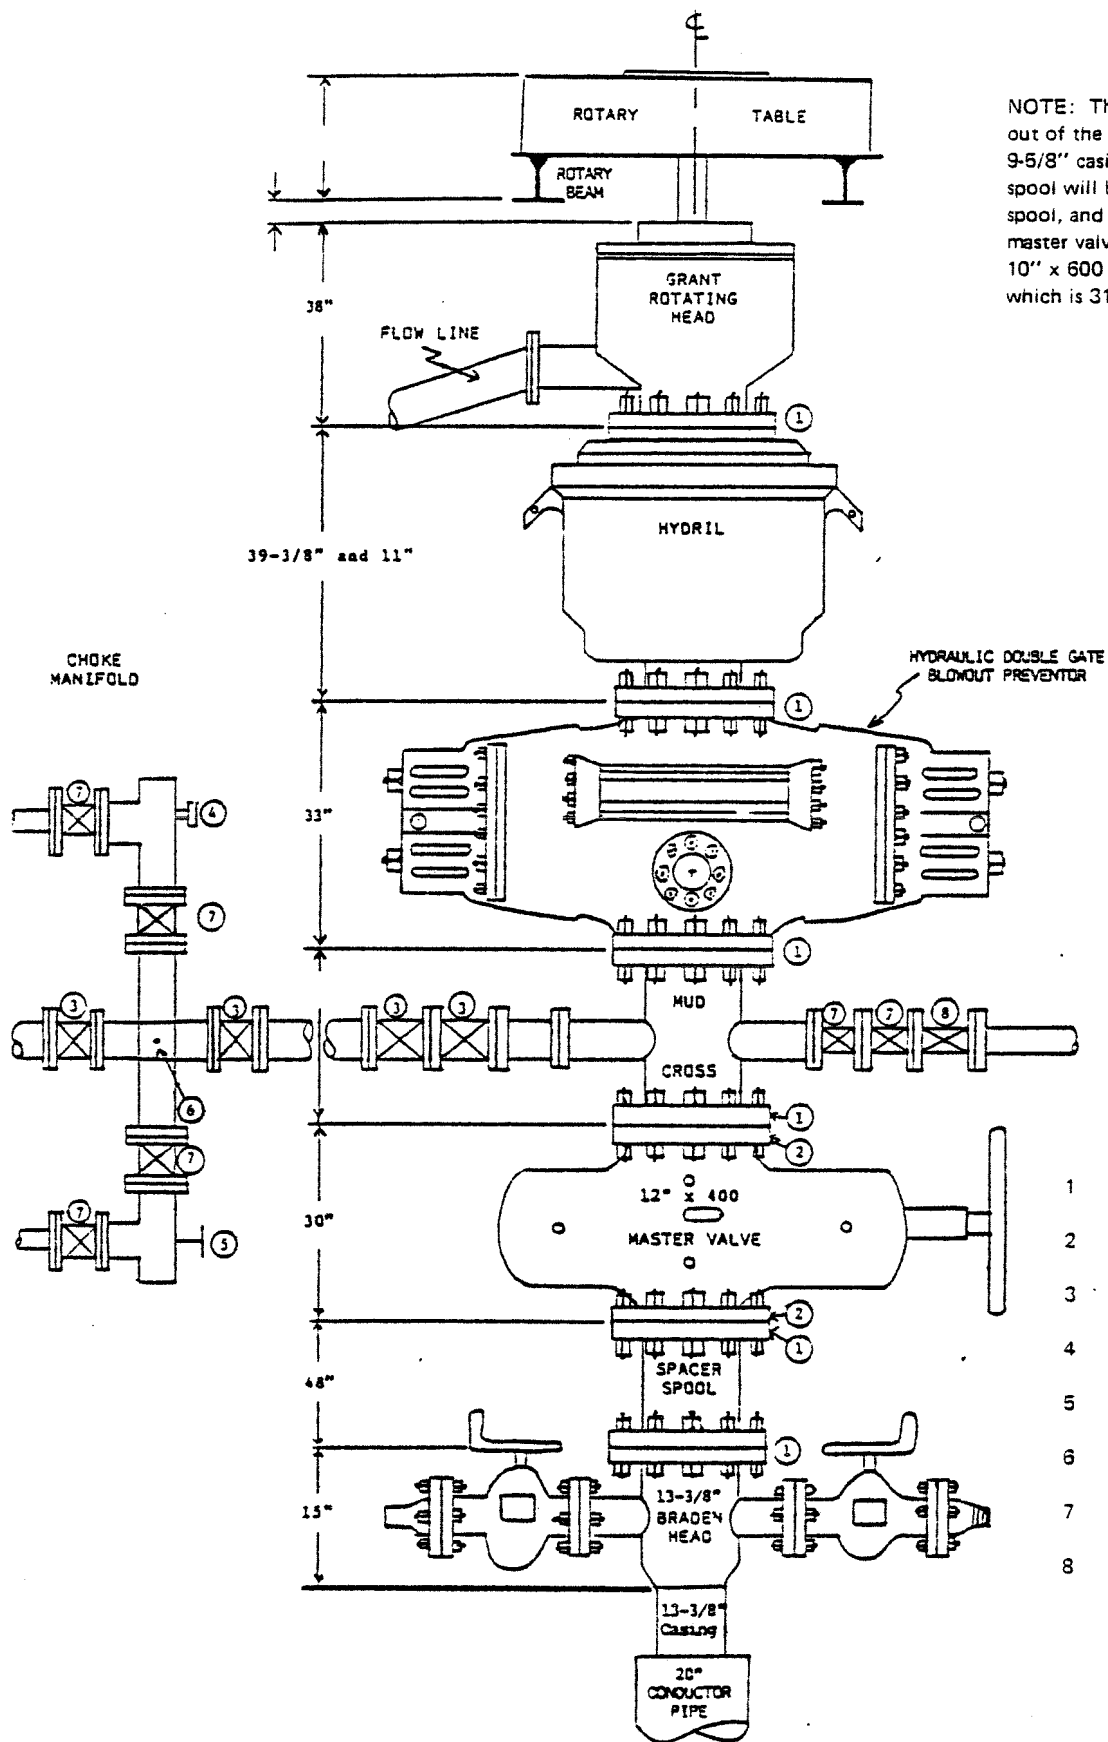 ℄
ROTARY TABLE
ROTARY
BEAM
NOTE:
out of the
9-5/8" 
spool will
spool, and
master
10" x 600
which is
38"
GRANT
ROTATING
HEAD
FLOW LINE
1
HYDRIL
39-3/8" and 11"
CHOKE
MANIFOLD
HYDRAULIC DOUBLE GATE
BLOWOUT PREVENTOR
1
7
4
33"
7
1
MUD
3 3 3 3 7 7 8
CROSS
6
1
2
7
12" x 400
30"
MASTER VALVE
7
5
2
1
SPACER
SPOOL
48"
1
15"
13-3/8"
BRADEN
HEAD
13-3/8"
Casing
20"
CONDUCTOR
PIPE
1
2
3
4
5
6
7
8